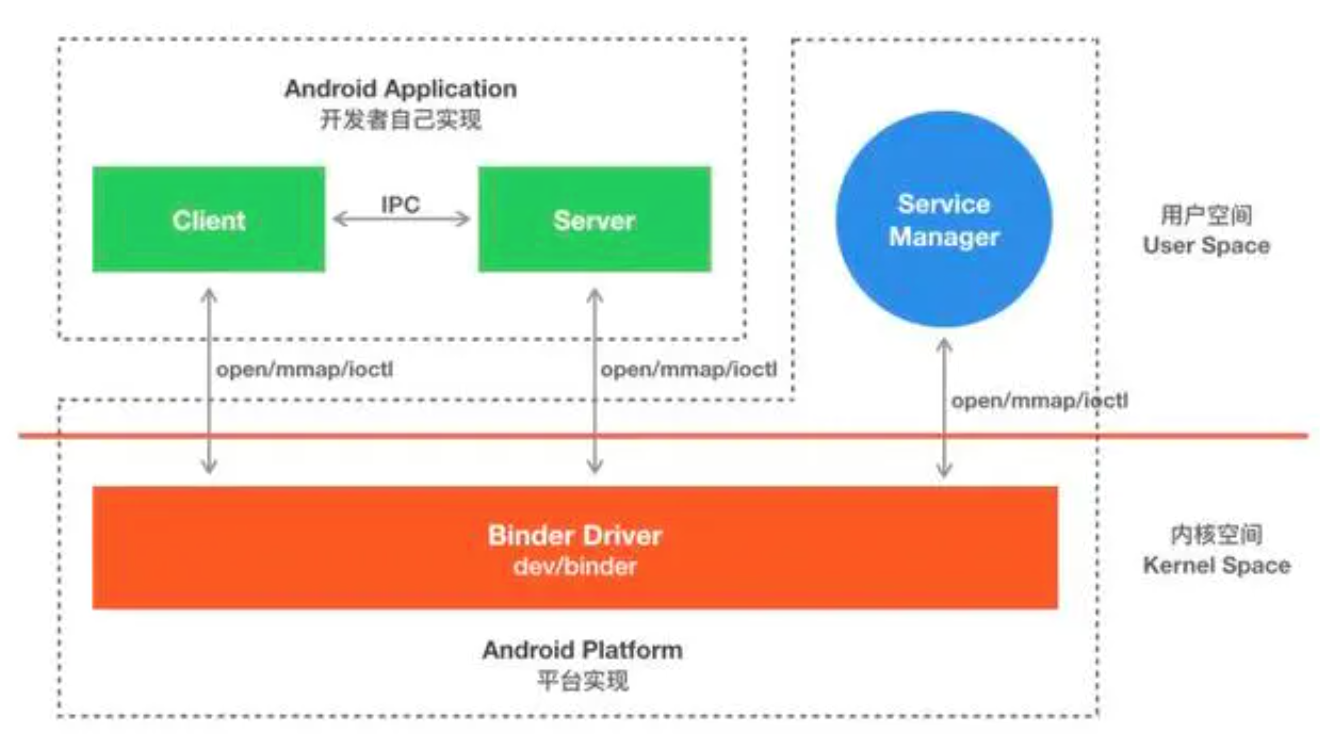 Android Application
开发者自己实现
Client
IPC
Server
Service
Manager
用户空间
User Space
open/mmap/ioctl
open/mmap/ioctl
open/mmap/ioctl
Binder Driver
dev/binder
内核空间
Kernel Space
Android Platform
平台实现